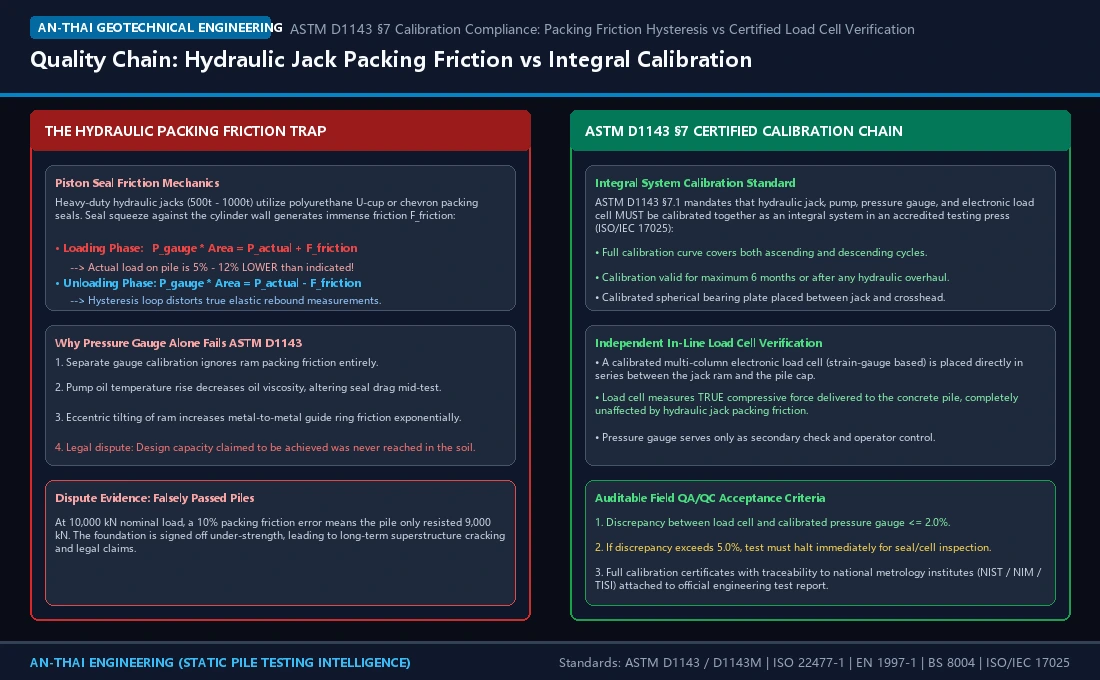 AN-THAI GEOTECHNICAL ENGINEERING
ASTM D1143 §7 Calibration Compliance: Packing Friction Hysteresis vs Certified Load Cell Verification
Quality Chain: Hydraulic Jack Packing Friction vs Integral Calibration
THE HYDRAULIC PACKING FRICTION TRAP
Piston Seal Friction Mechanics
Heavy-duty hydraulic jacks (500t - 1000t) utilize polyurethane U-cup or chevron packing
seals. Seal squeeze against the cylinder wall generates immense friction F_friction:
• Loading Phase:   P_gauge * Area = P_actual + F_friction
--> Actual load on pile is 5% - 12% LOWER than indicated!
• Unloading Phase: P_gauge * Area = P_actual - F_friction
--> Hysteresis loop distorts true elastic rebound measurements.
Why Pressure Gauge Alone Fails ASTM D1143
1. Separate gauge calibration ignores ram packing friction entirely.
2. Pump oil temperature rise decreases oil viscosity, altering seal drag mid-test.
3. Eccentric tilting of ram increases metal-to-metal guide ring friction exponentially.
4. Legal dispute: Design capacity claimed to be achieved was never reached in the soil.
Dispute Evidence: Falsely Passed Piles
At 10,000 kN nominal load, a 10% packing friction error means the pile only resisted 9,000
kN. The foundation is signed off under-strength, leading to long-term superstructure cracking
and legal claims.
ASTM D1143 §7 CERTIFIED CALIBRATION CHAIN
Integral System Calibration Standard
ASTM D1143 §7.1 mandates that hydraulic jack, pump, pressure gauge, and electronic load
cell MUST be calibrated together as an integral system in an accredited testing press
(ISO/IEC 17025):
• Full calibration curve covers both ascending and descending cycles.
• Calibration valid for maximum 6 months or after any hydraulic overhaul.
• Calibrated spherical bearing plate placed between jack and crosshead.
Independent In-Line Load Cell Verification
• A calibrated multi-column electronic load cell (strain-gauge based) is placed directly in
series between the jack ram and the pile cap.
• Load cell measures TRUE compressive force delivered to the concrete pile, completely
unaffected by hydraulic jack packing friction.
• Pressure gauge serves only as secondary check and operator control.
Auditable Field QA/QC Acceptance Criteria
1. Discrepancy between load cell and calibrated pressure gauge <= 2.0%.
2. If discrepancy exceeds 5.0%, test must halt immediately for seal/cell inspection.
3. Full calibration certificates with traceability to national metrology institutes (NIST / NIM /
TISI) attached to official engineering test report.
AN-THAI ENGINEERING (STATIC PILE TESTING INTELLIGENCE)
Standards: ASTM D1143 / D1143M | ISO 22477-1 | EN 1997-1 | BS 8004 | ISO/IEC 17025